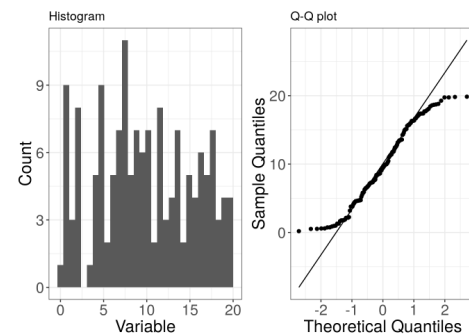 Histogram
9
6
3
0
Count
0 5 10 15 20
Variable
Q-Q plot
20
10
0
Sample Quantiles
-2 -1 0 1 2
Theoretical Quantiles